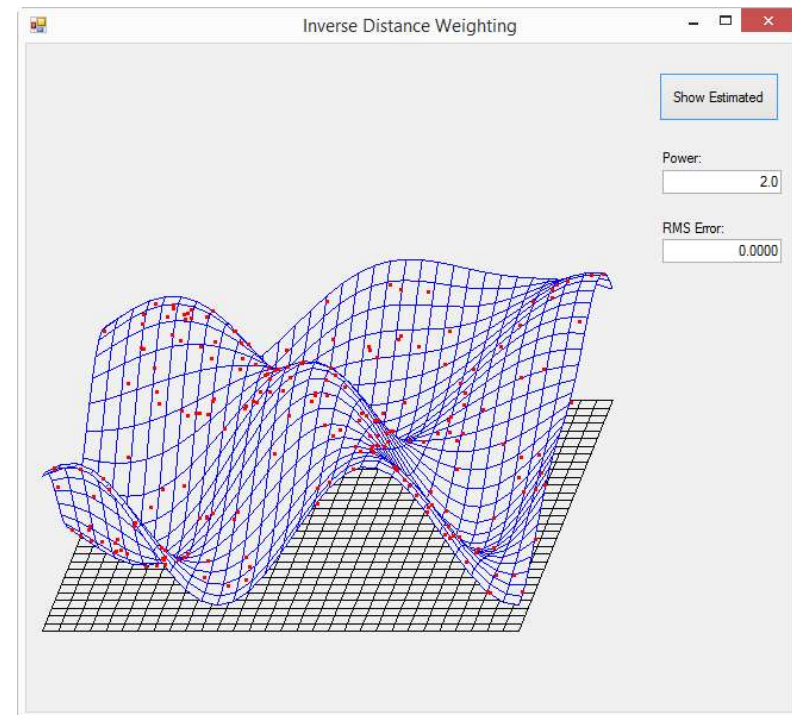 Inverse Distance Weighting
Show Estimated
Power:
2.0
RMS Error:
0.0000